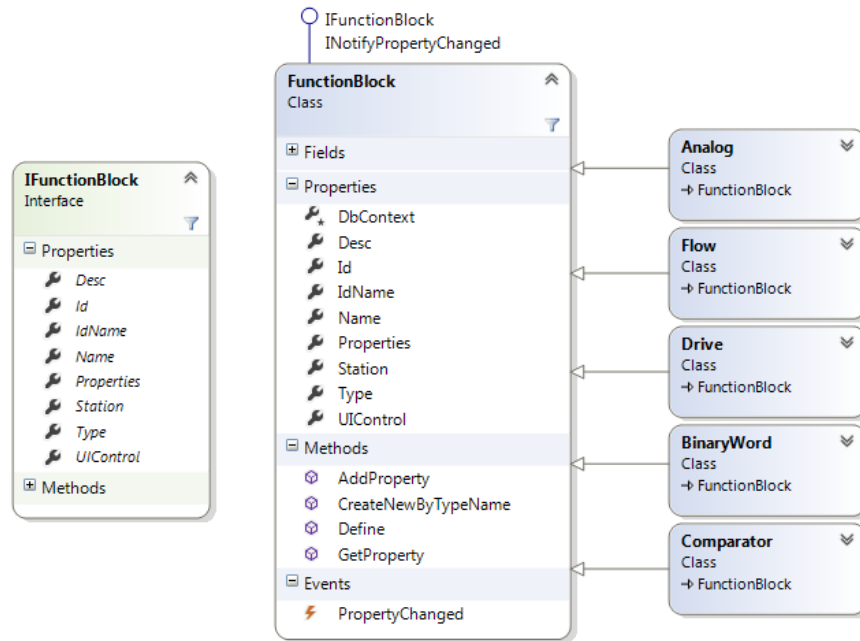 IFunctionBlock
INotifyPropertyChanged
FunctionBlock
Class
Fields
Properties
DbContext
Desc
Id
IdName
Name
Properties
Station
Type
UIControl
Methods
AddProperty
CreateNewByTypeName
Define
GetProperty
Events
PropertyChanged
IFunctionBlock
Interface
Properties
Desc
Id
IdName
Name
Properties
Station
Type
UIControl
Methods
Analog
Class
FunctionBlock
Flow
Class
FunctionBlock
Drive
Class
FunctionBlock
BinaryWord
Class
FunctionBlock
Comparator
Class
FunctionBlock